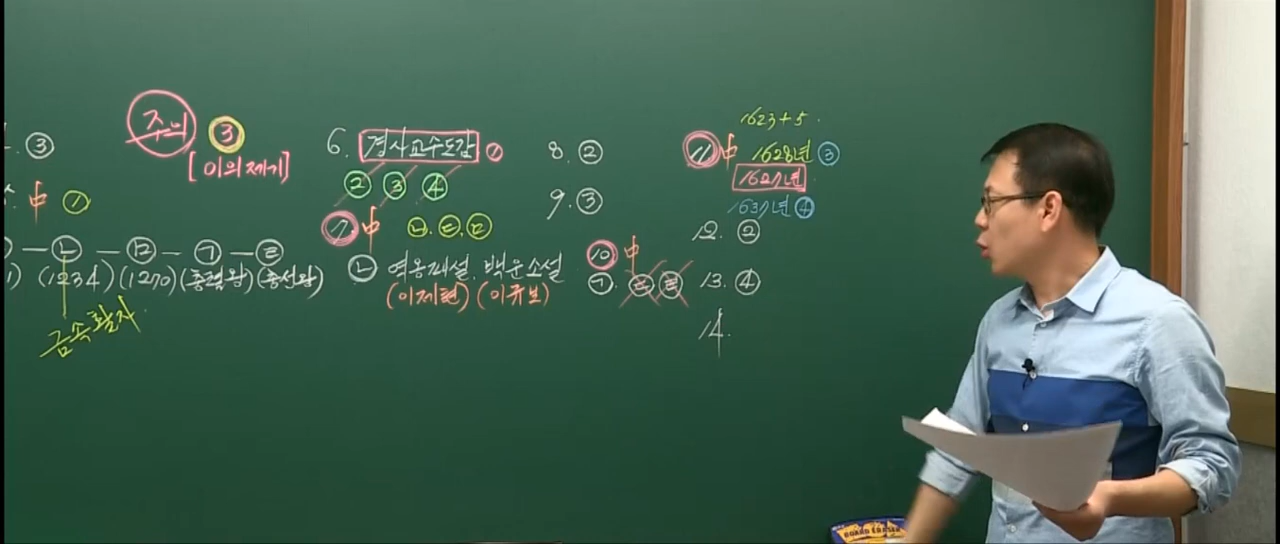 . ③
주의 ③
[이의제기]
中 ①
— ㉡ — ㉤ — ㉠ — ㉣
(1234) (1270) (충렬왕) (충선왕)
금속활자
6. 경사교수도감 ①
② ③ ④
7 中 ㉡. ㉢. ㉤
㉡ 역옹패설. 백운소설
(이제현) (이규보)
8. ②
9. ③
10 中
㉠. ㉢ ㉣
1623+5.
11 中 1628년 ③
1627년
1637년 ④
12. ②
13. ④
14.
BOARD ERASER